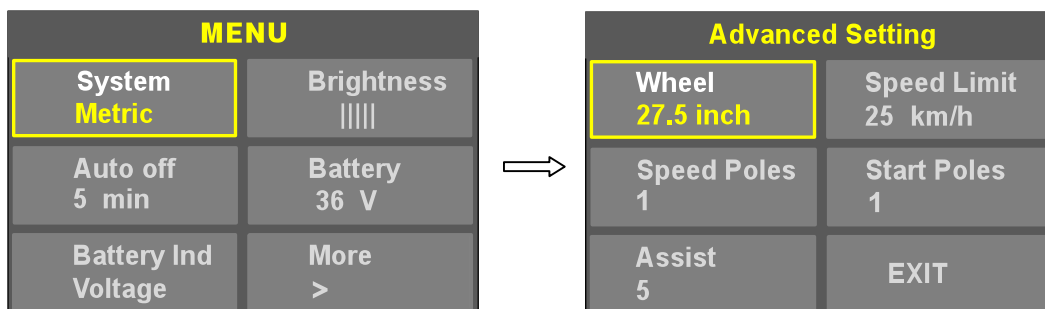 MENU
System
Metric
Brightness
|||||
Auto off
5 min
Battery
36 V
Battery Ind
Voltage
More
>
Advanced Setting
Wheel
27.5 inch
Speed Limit
25 km/h
Speed Poles
1
Start Poles
1
Assist
5
EXIT